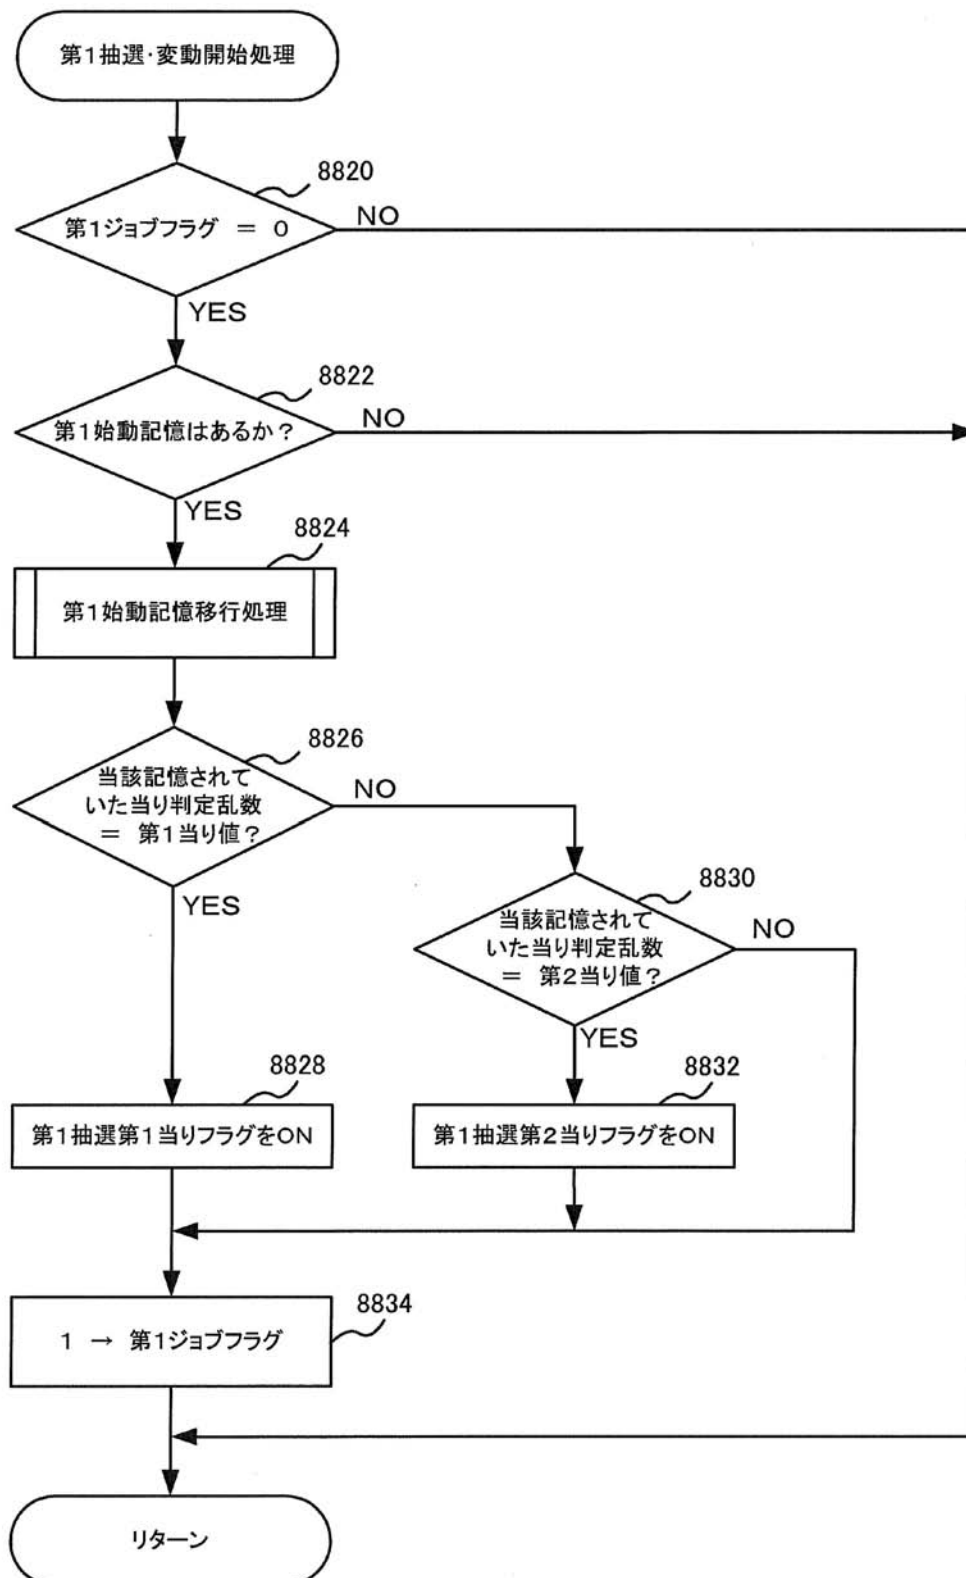 第1抽選・変動開始処理
8820
第1ジョブフラグ ＝ 0
NO
YES
8822
第1始動記憶はあるか？
NO
YES
8824
第1始動記憶移行処理
8826
当該記憶されて
いた当り判定乱数
＝ 第1当り値？
NO
YES
8830
当該記憶されて
いた当り判定乱数
＝ 第2当り値？
NO
YES
8828
第1抽選第1当りフラグをON
8832
第1抽選第2当りフラグをON
8834
1 → 第1ジョブフラグ
リターン